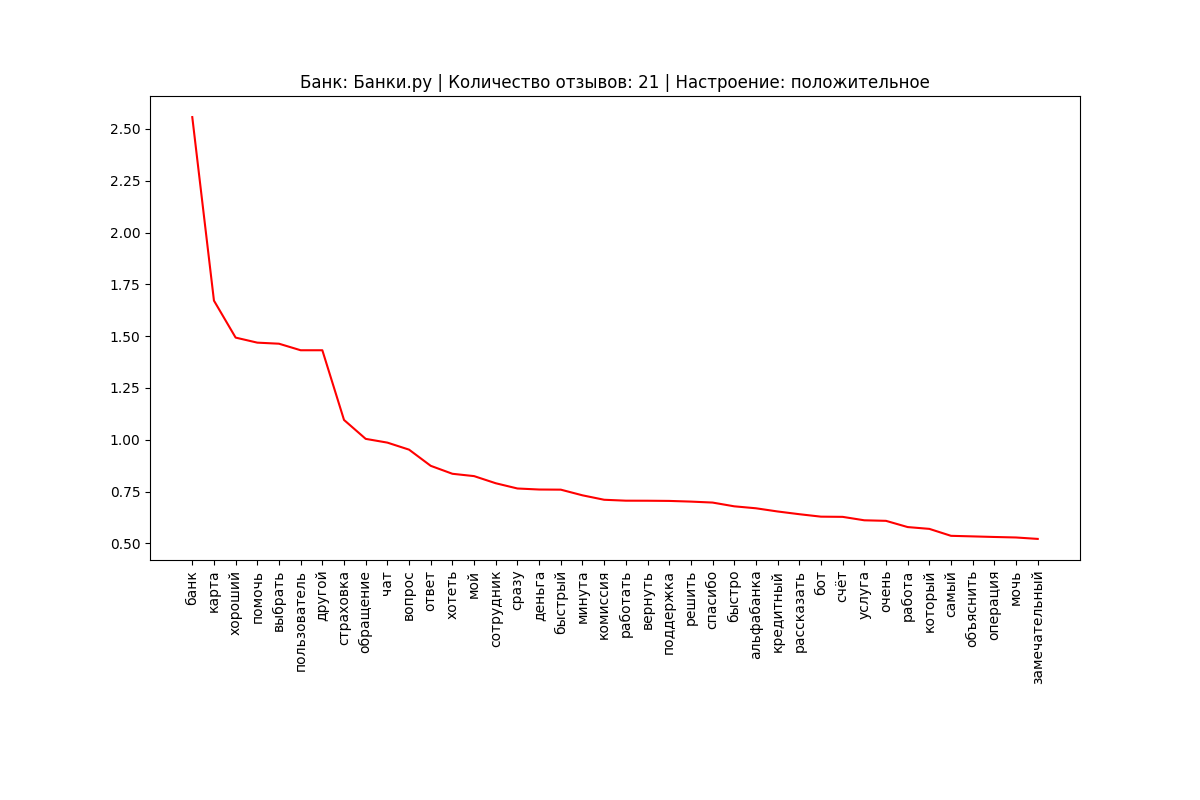 Банк: Банки.ру | Количество отзывов: 21 | Настроение: положительное
2.50
2.25
2.00
1.75
1.50
1.25
1.00
0.75
0.50
банк
карта
хороший
помочь
выбрать
пользователь
другой
страховка
обращение
чат
вопрос
ответ
хотеть
мой
сотрудник
сразу
деньга
быстрый
минута
комиссия
работать
вернуть
поддержка
решить
спасибо
быстро
альфабанка
кредитный
рассказать
бот
счёт
услуга
очень
работа
который
самый
объяснить
операция
мочь
замечательный